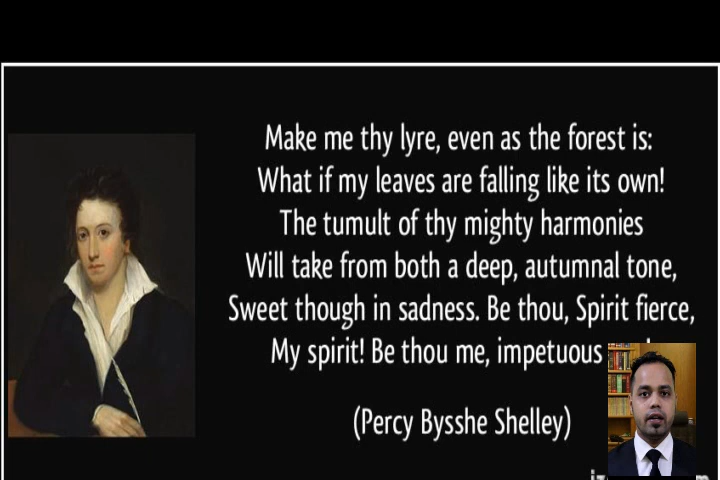 Make me thy lyre, even as the forest is:
What if my leaves are falling like its own!
The tumult of thy mighty harmonies
Will take from both a deep, autumnal tone,
Sweet though in sadness. Be thou, Spirit fierce,
My spirit! Be thou me, impetuous
(Percy Bysshe Shelley)